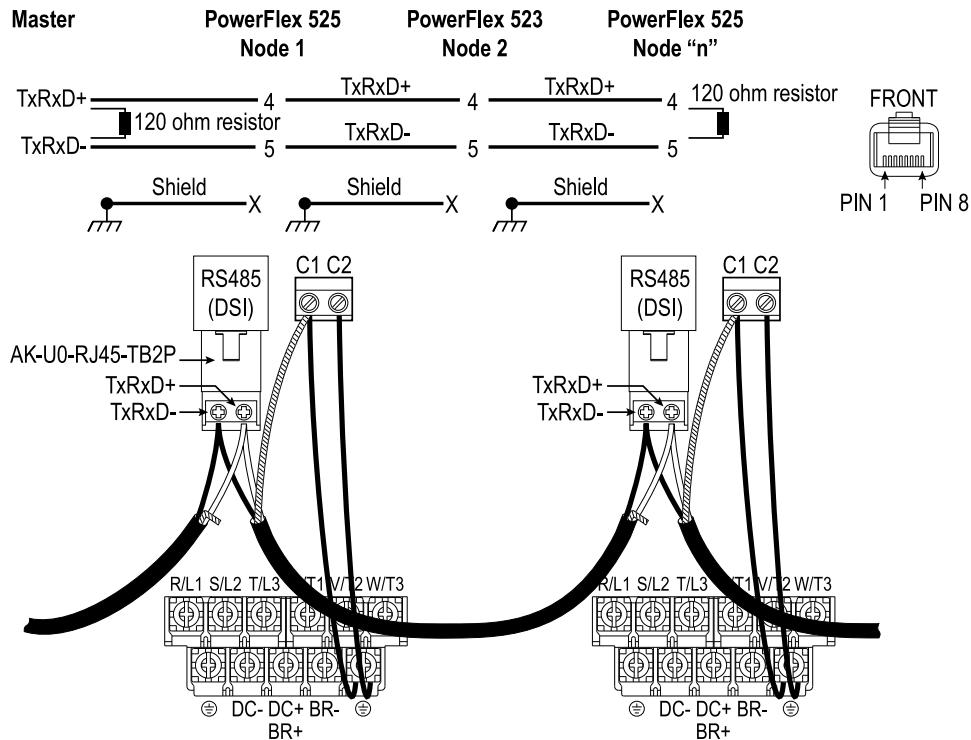 Master
PowerFlex 525
Node 1
PowerFlex 523
Node 2
PowerFlex 525
Node “n”
TxRxD+
4
TxRxD+
4
TxRxD+
4
120 ohm resistor
120 ohm resistor
TxRxD-
5
TxRxD-
5
TxRxD-
5
FRONT
PIN 1
PIN 8
Shield
X
Shield
X
Shield
X
RS485
(DSI)
C1 C2
AK-U0-RJ45-TB2P
TxRxD+
TxRxD-
R/L1 S/L2 T/L3 /T1 V/T2 W/T3
DC- DC+ BR-
BR+
RS485
(DSI)
C1 C2
TxRxD+
TxRxD-
R/L1 S/L2 T/L3 /T1 V/T2 W/T3
DC- DC+ BR-
BR+